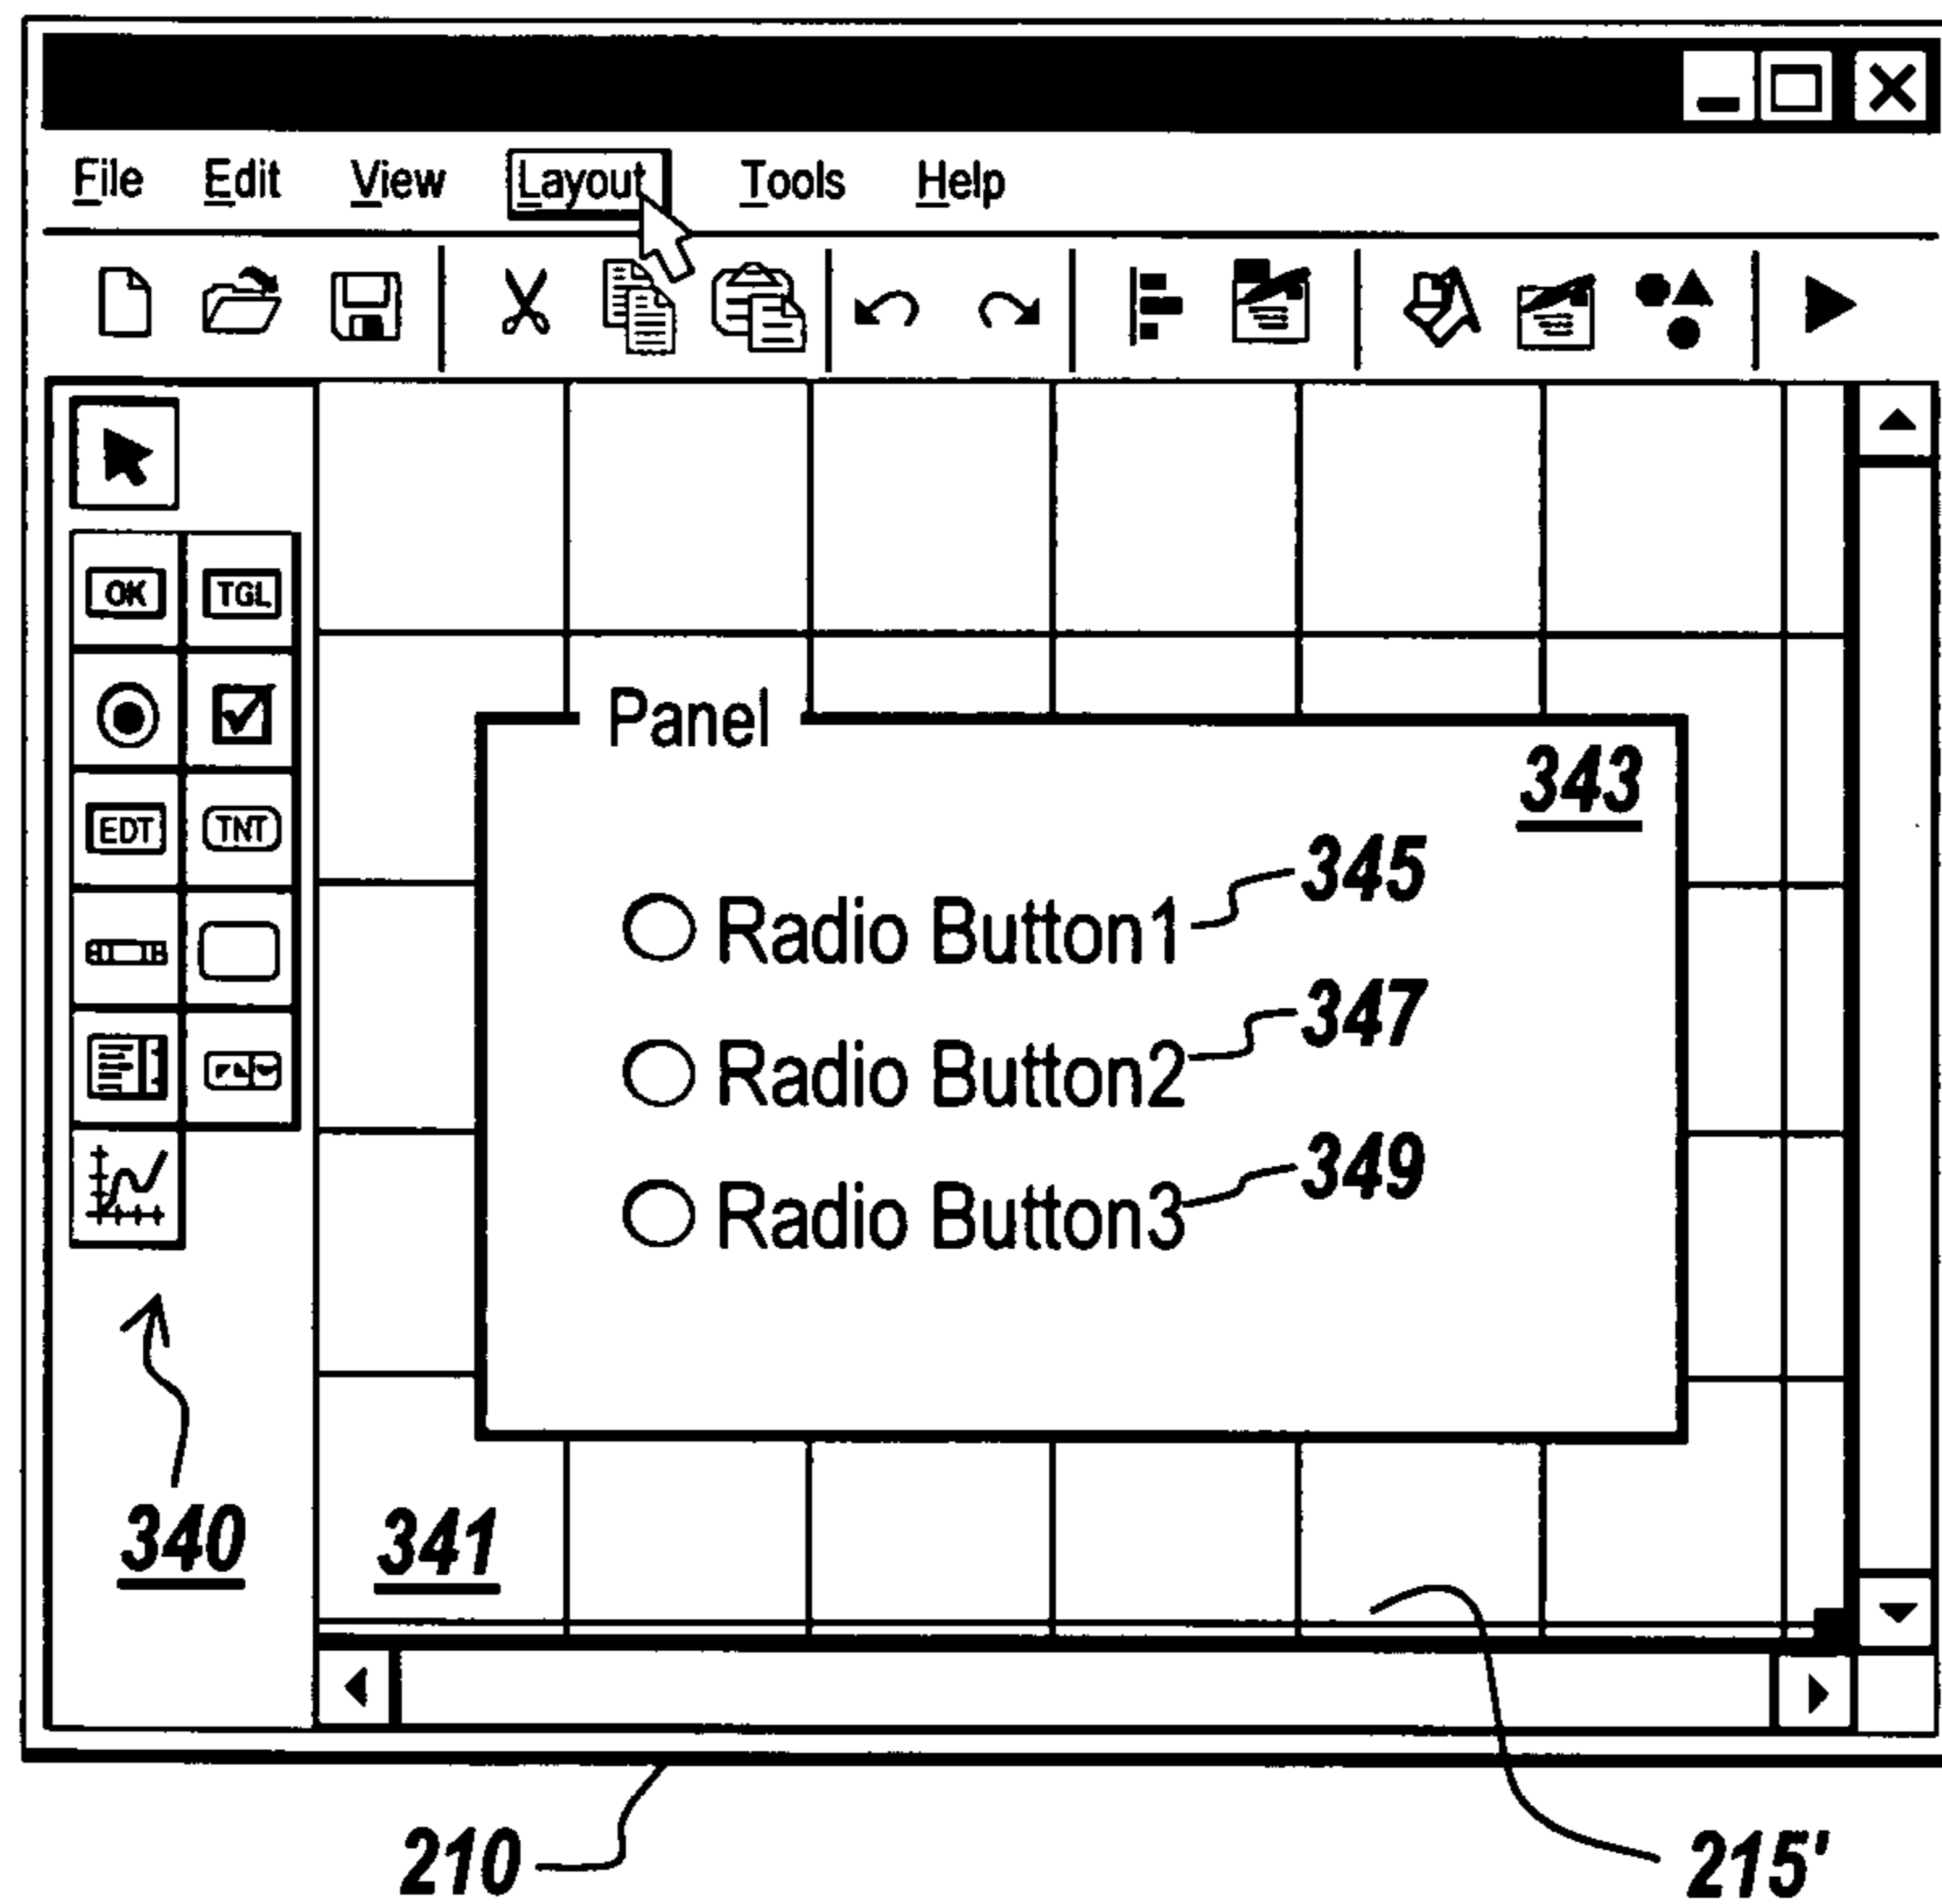 File Edit View Layout Tools Help
OK TGL
Panel
343
EDT TNT
345
Radio Button1
347
Radio Button2
349
Radio Button3
340 341
210 215'